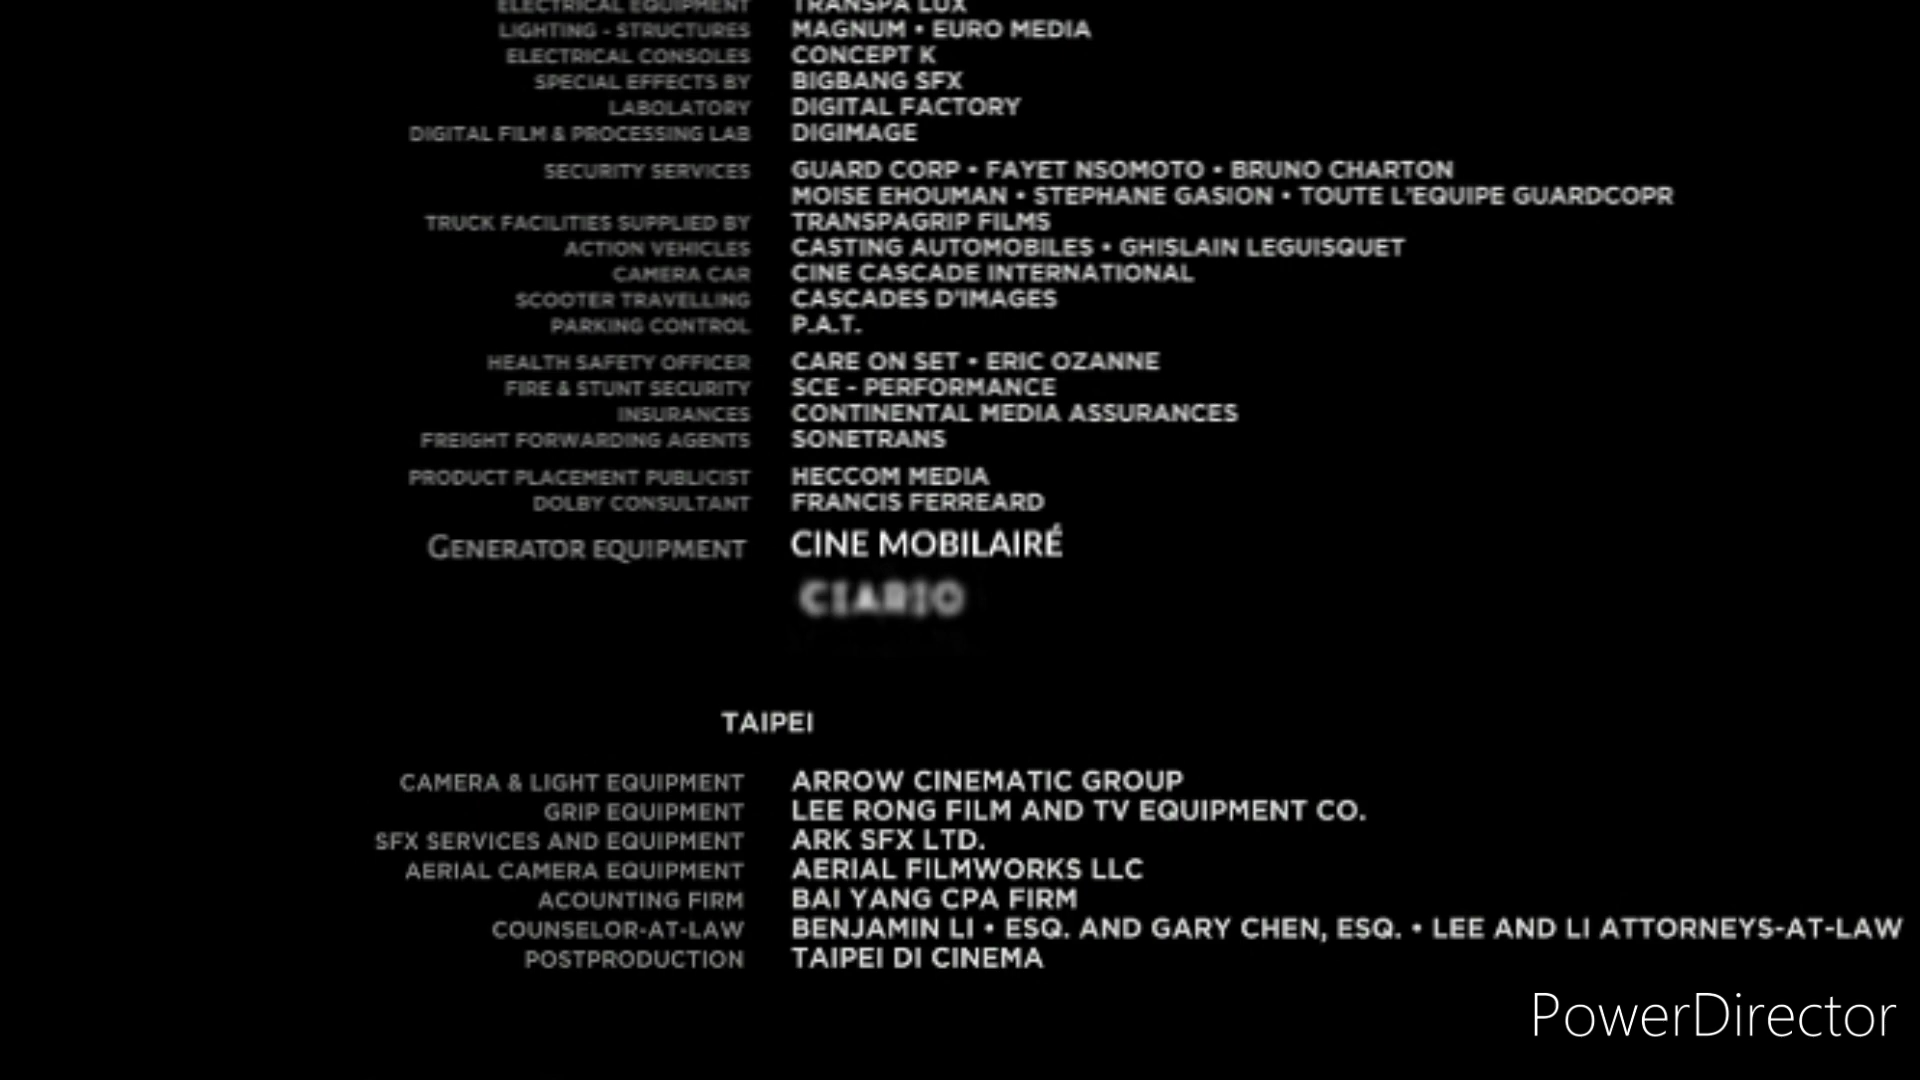 ELECTRICAL EQUIPMENT TRANSPA LUX
LIGHTING - STRUCTURES MAGNUM • EURO MEDIA
ELECTRICAL CONSOLES CONCEPT K
SPECIAL EFFECTS BY BIGBANG SFX
LABOLATORY DIGITAL FACTORY
DIGITAL FILM & PROCESSING LAB DIGIMAGE
SECURITY SERVICES GUARD CORP • FAYET NSOMOTO • BRUNO CHARTON
MOISE EHOUMAN • STEPHANE GASION • TOUTE L'EQUIPE GUARDCOPR
TRUCK FACILITIES SUPPLIED BY TRANSPAGRIP FILMS
ACTION VEHICLES CASTING AUTOMOBILES • GHISLAIN LEGUISQUET
CAMERA CAR CINE CASCADE INTERNATIONAL
SCOOTER TRAVELLING CASCADES D'IMAGES
PARKING CONTROL P.A.T.
HEALTH SAFETY OFFICER CARE ON SET • ERIC OZANNE
FIRE & STUNT SECURITY SCE - PERFORMANCE
INSURANCES CONTINENTAL MEDIA ASSURANCES
FREIGHT FORWARDING AGENTS SONETRANS
PRODUCT PLACEMENT PUBLICIST HECCOM MEDIA
DOLBY CONSULTANT FRANCIS FERREARD
GENERATOR EQUIPMENT CINE MOBILAIRÉ
CIARIO
TAIPEI
CAMERA & LIGHT EQUIPMENT ARROW CINEMATIC GROUP
GRIP EQUIPMENT LEE RONG FILM AND TV EQUIPMENT CO.
SFX SERVICES AND EQUIPMENT ARK SFX LTD.
AERIAL CAMERA EQUIPMENT AERIAL FILMWORKS LLC
ACOUNTING FIRM BAI YANG CPA FIRM
COUNSELOR-AT-LAW BENJAMIN LI • ESQ. AND GARY CHEN, ESQ. • LEE AND LI ATTORNEYS-AT-LAW
POSTPRODUCTION TAIPEI DI CINEMA
PowerDirector